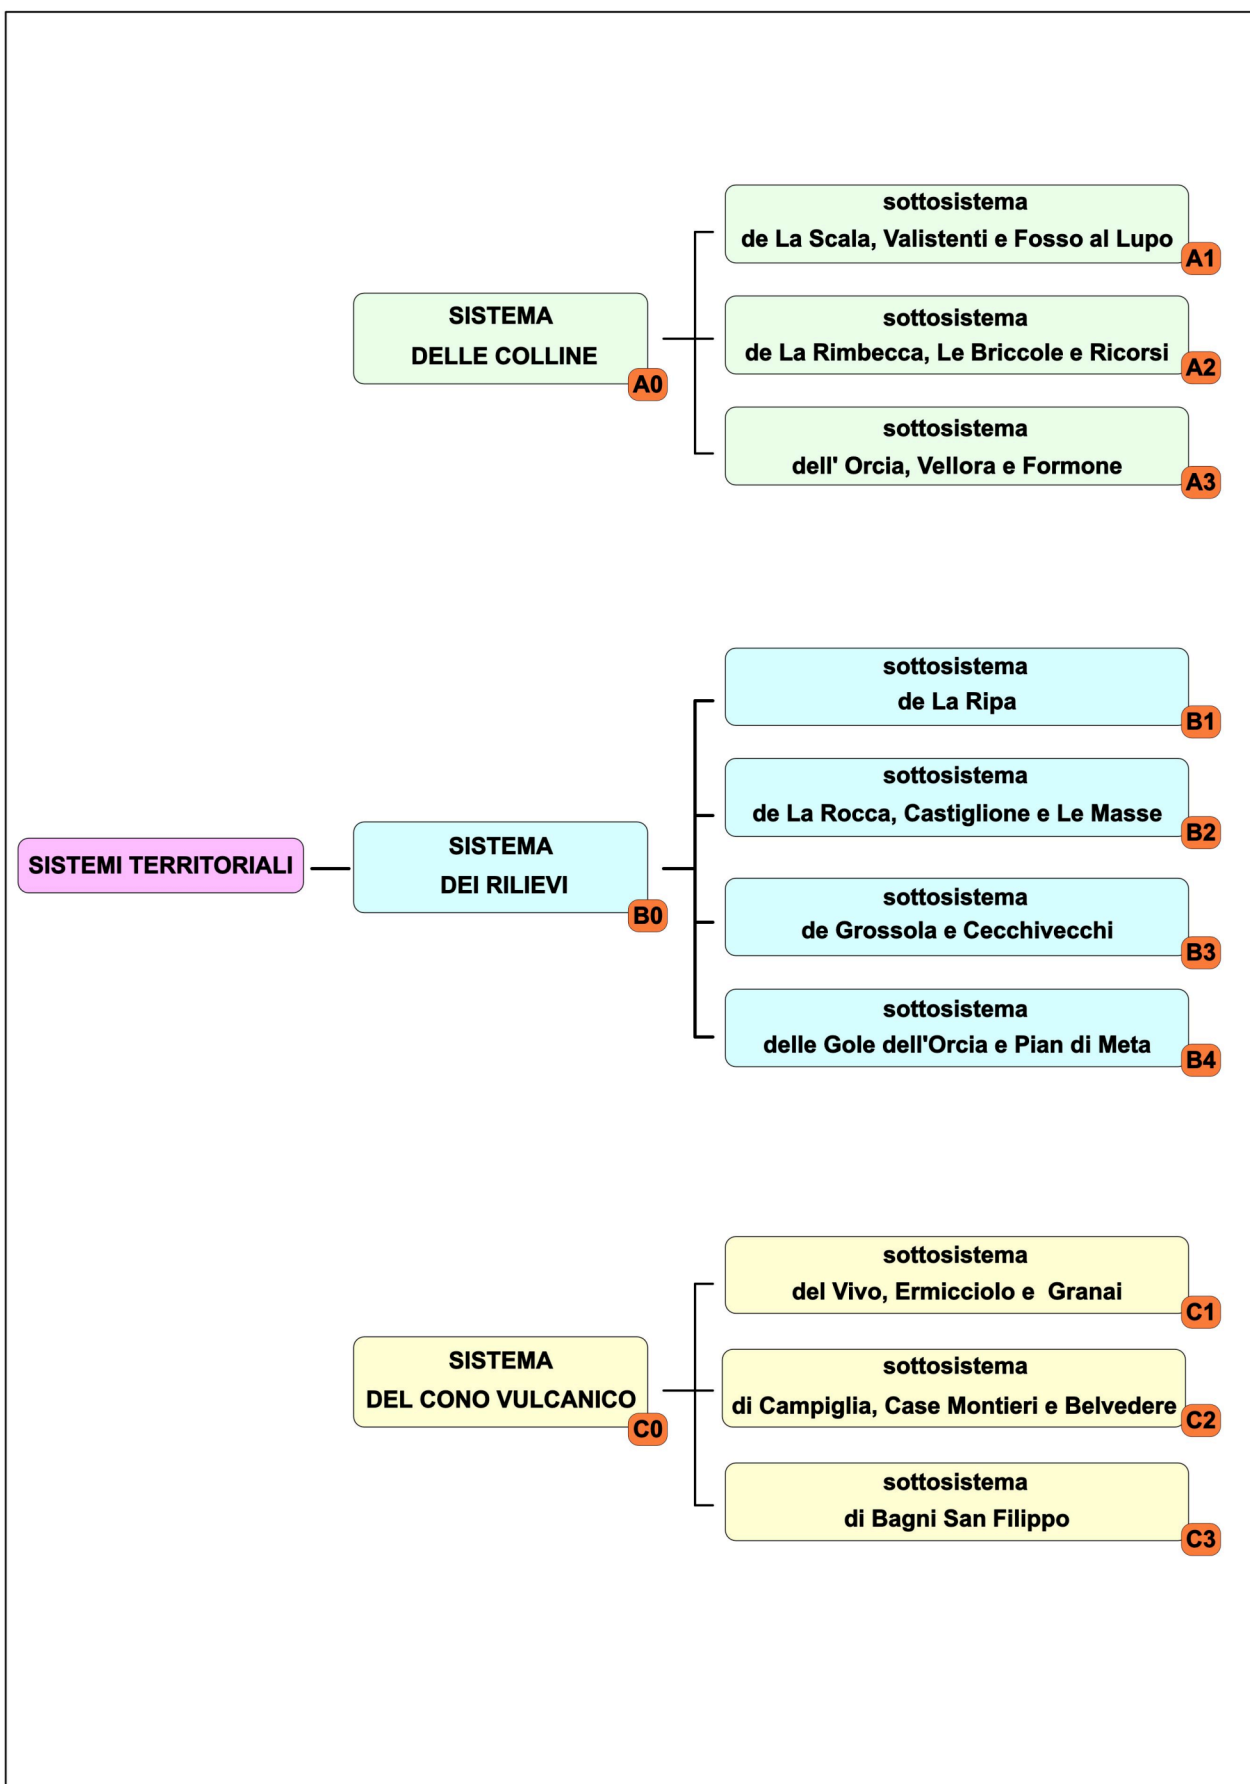 sottosistema
de La Scala, Valistenti e Fosso al Lupo
A1
SISTEMA
DELLE COLLINE
A0
sottosistema
de La Rimbecca, Le Briccole e Ricorsi
A2
sottosistema
dell' Orcia, Vellora e Formone
A3
SISTEMI TERRITORIALI
SISTEMA
DEI RILIEVI
B0
sottosistema
de La Ripa
B1
sottosistema
de La Rocca, Castiglione e Le Masse
B2
sottosistema
de Grossola e Cecchivecchi
B3
sottosistema
delle Gole dell'Orcia e Pian di Meta
B4
SISTEMA
DEL CONO VULCANICO
C0
sottosistema
del Vivo, Ermicciolo e  Granai
C1
sottosistema
di Campiglia, Case Montieri e Belvedere
C2
sottosistema
di Bagni San Filippo
C3